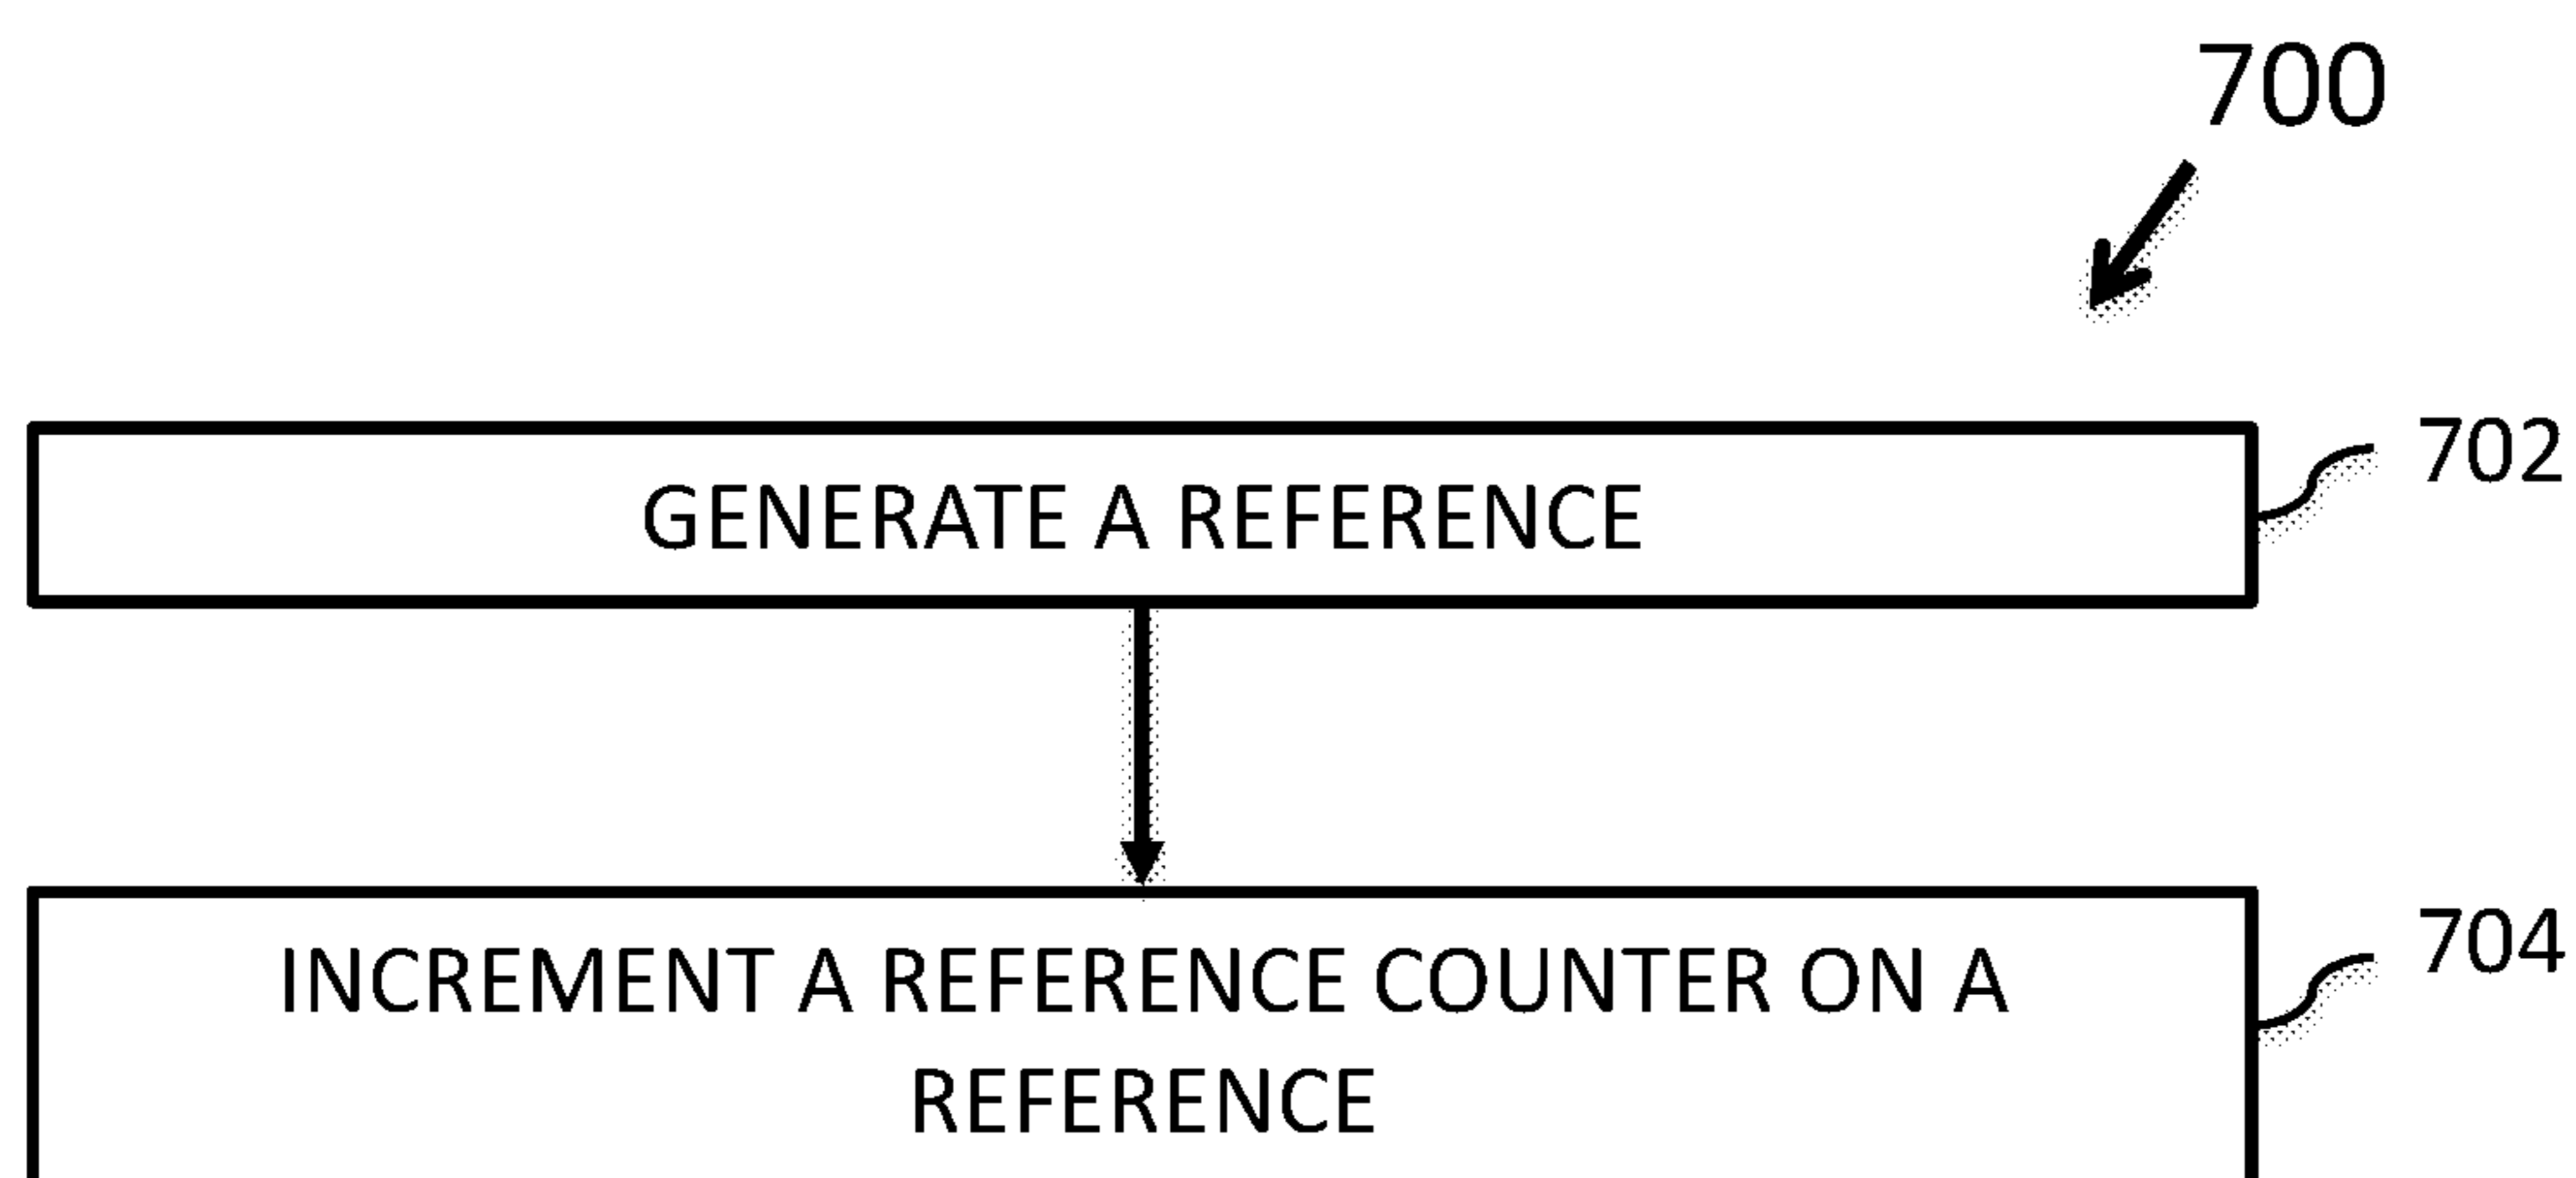 700
702
GENERATE A REFERENCE
704
INCREMENT A REFERENCE COUNTER ON A
REFERENCE